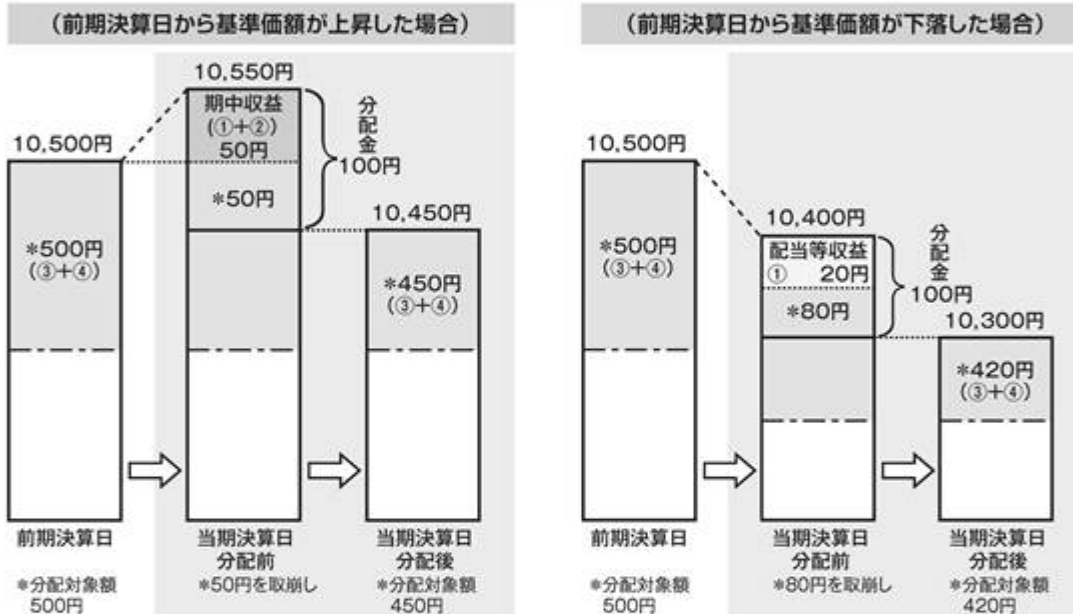 (前期決算日から基準価額が上昇した場合)
10,550円
期中収益
(①+②)
50円
*50円
分配金
100円
10,500円
*500円
(③+④)
10,450円
*450円
(③+④)
前期決算日
*分配対象額
500円
当期決算日
分配前
*50円を取崩し
当期決算日
分配後
*分配対象額
450円
(前期決算日から基準価額が下落した場合)
10,500円
*500円
(③+④)
10,400円
配当等収益
① 20円
*80円
分配金
100円
10,300円
*420円
(③+④)
前期決算日
*分配対象額
500円
当期決算日
分配前
*80円を取崩し
当期決算日
分配後
*分配対象額
420円